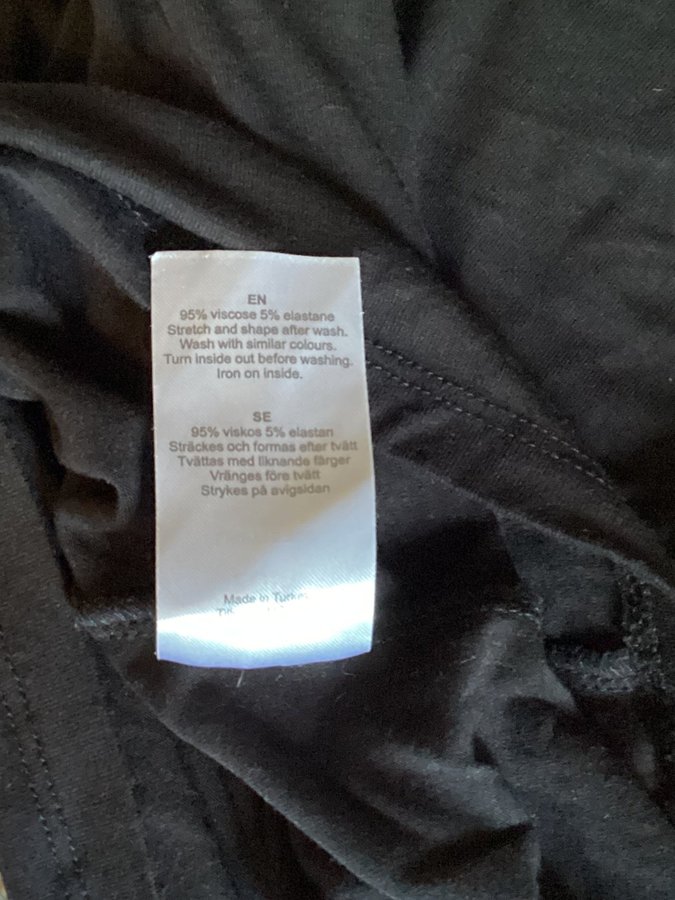 EN
95% viscose 5% elastane
Stretch and shape after wash.
Wash with similar colours.
Turn inside out before washing.
Iron on inside.
SE
95% viskos 5% elastan
Sträckes och formas efter tvätt
Tvättas med liknande färger
Vränges före tvätt
Strykes på avigsidan
Made in